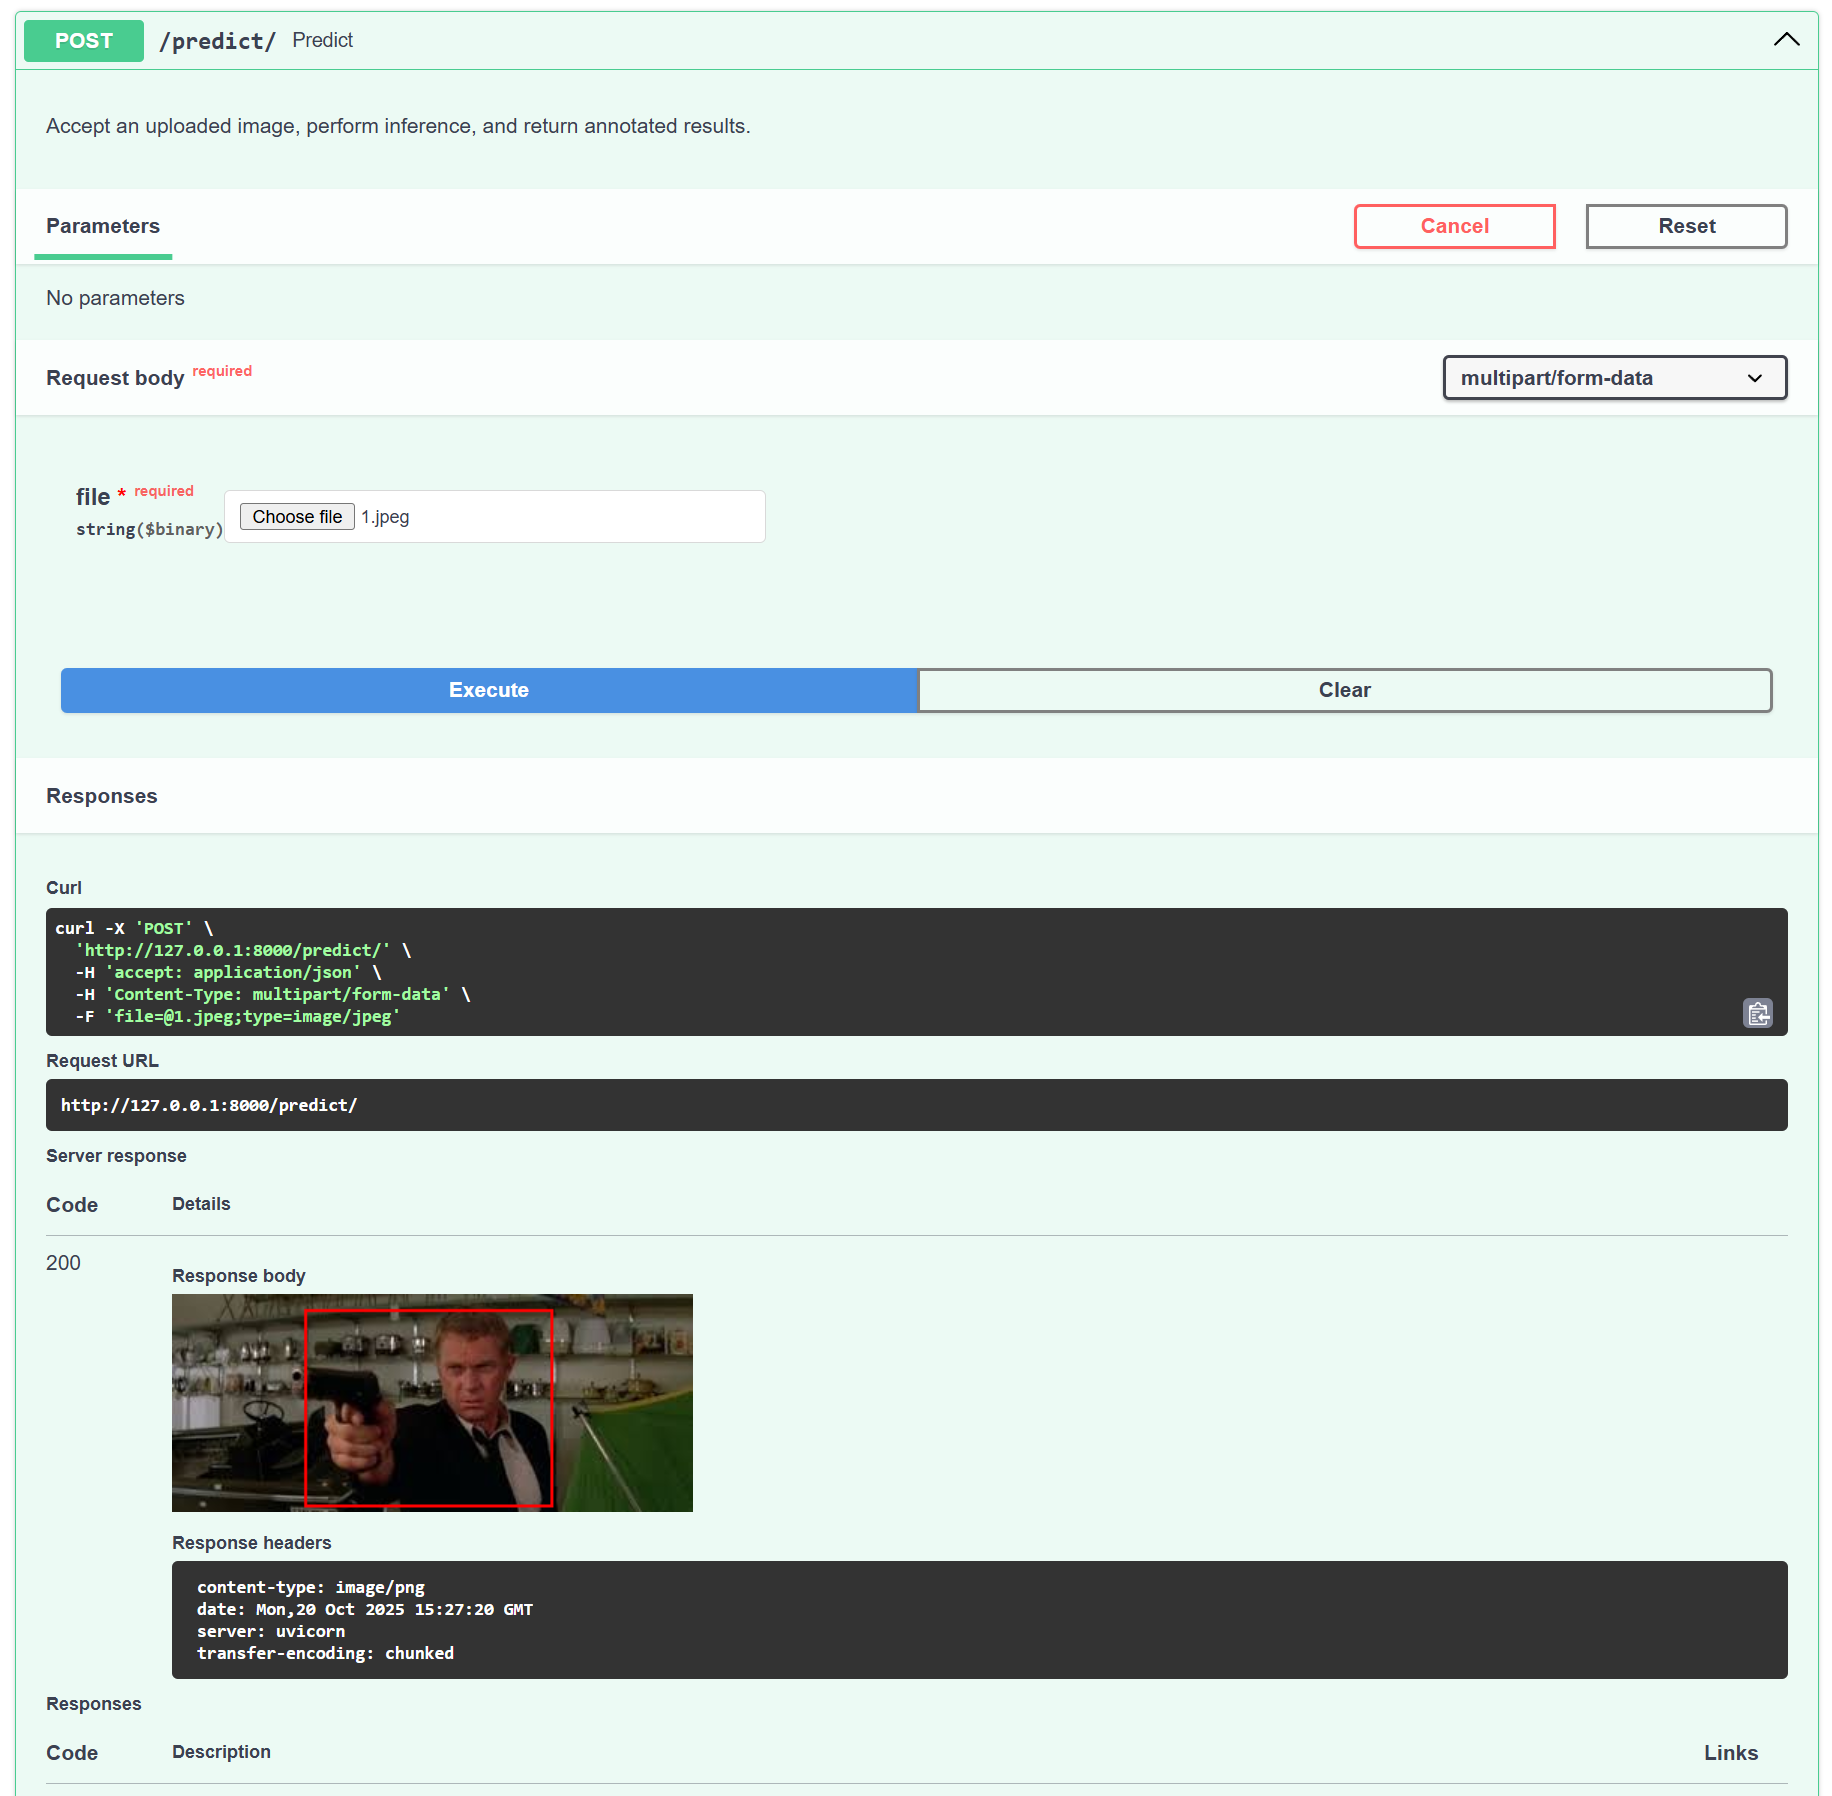 POST /predict/ Predict
Accept an uploaded image, perform inference, and return annotated results.
Parameters
Cancel
Reset
No parameters
Request body required
multipart/form-data
file * required
string($binary)
Choose file 1.jpeg
Execute
Clear
Responses
Curl
curl -X 'POST' \
'http://127.0.0.1:8000/predict/' \
-H 'accept: application/json' \
-H 'Content-Type: multipart/form-data' \
-F 'file=@1.jpeg;type=image/jpeg'
Request URL
http://127.0.0.1:8000/predict/
Server response
Code Details
200
Response body
Response headers
content-type: image/png
date: Mon,20 Oct 2025 15:27:20 GMT
server: uvicorn
transfer-encoding: chunked
Responses
Code Description Links